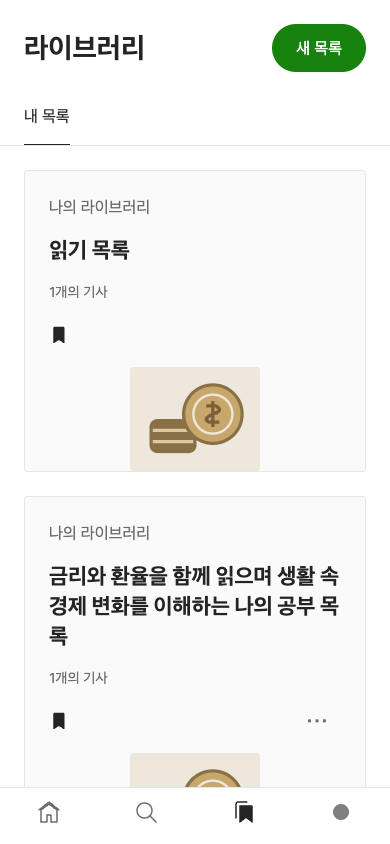 라이브러리
새 목록
내 목록
나의 라이브러리
읽기 목록
1개의 기사
나의 라이브러리
금리와 환율을 함께 읽으며 생활 속
경제 변화를 이해하는 나의 공부 목
록
1개의 기사